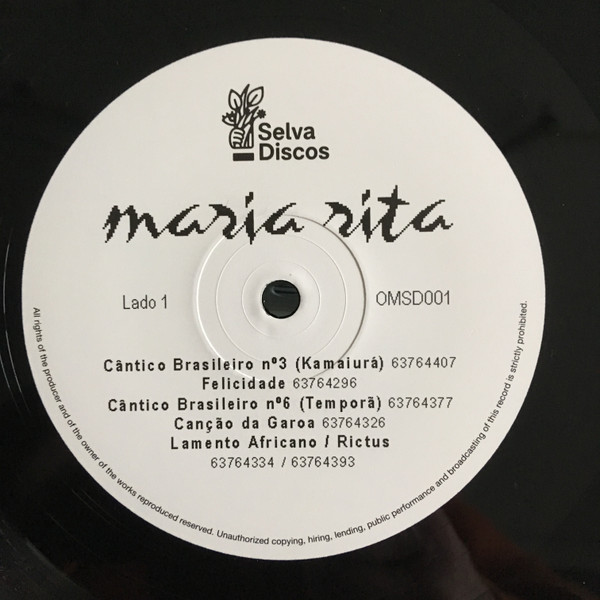 Selva
Discos
maria rita
Lado 1
OMSD001
Cântico Brasileiro nº3 (Kamaiurá) 63764407
Felicidade 63764296
Cântico Brasileiro nº6 (Temporã) 63764377
Canção da Garoa 63764326
Lamento Africano / Rictus
63764334 / 63764393
All rights of the producer and of the owner of the works reproduced reserved. Unauthorized copying, hiring, lending, public performance and broadcasting of this record is strictly prohibited.